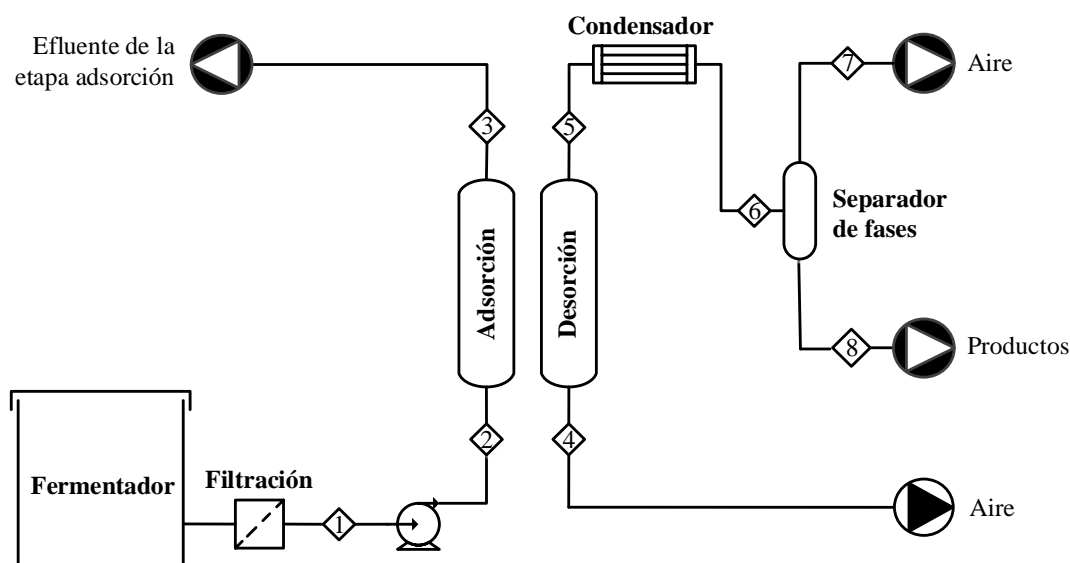 Efluente de la
etapa adsorción
Condensador
7
Aire
3
5
6
Separador
de fases
Adsorción
Desorción
8
Productos
2
4
Fermentador
Filtración
1
Aire